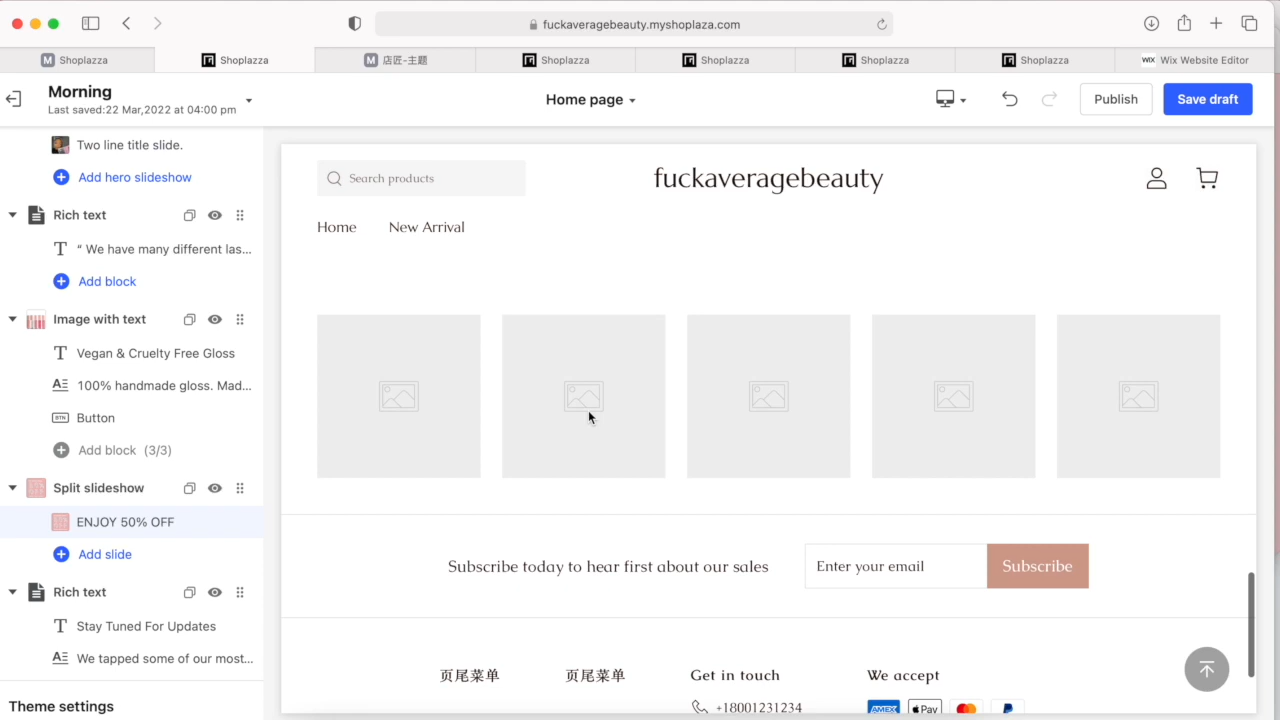 fuckaveragebeauty.myshoplaza.com
M Shoplazza
Shoplazza
M 店匠-主题
Shoplazza
Shoplazza
Shoplazza
Shoplazza
WIX Wix Website Editor
Morning
Last saved:22 Mar,2022 at 04:00 pm
Home page
Publish
Save draft
Two line title slide.
Add hero slideshow
Rich text
“ We have many different las...
Add block
Image with text
Vegan & Cruelty Free Gloss
100% handmade gloss. Mad...
BTN Button
Add block (3/3)
Split slideshow
ENJOY 50% OFF
Add slide
Rich text
Stay Tuned For Updates
We tapped some of our most...
Theme settings
Search products
fuckaveragebeauty
Home New Arrival
Subscribe today to hear first about our sales
Enter your email
Subscribe
页尾菜单
页尾菜单
Get in touch
We accept
+18001231234
AMEX
Pay